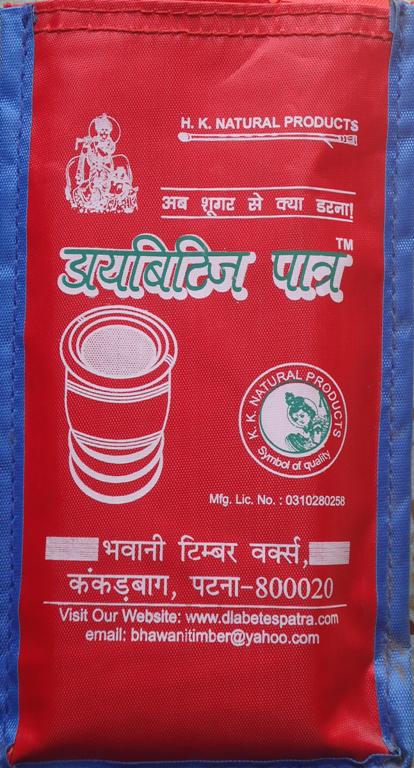 H. K. NATURAL PRODUCTS
अब शूगर से क्या डरना!
डायबिटिज पात्र TM
K. K. NATURAL PRODUCTS
Symbol of quality
Mfg. Lic. No. : 0310280258
भवानी टिम्बर वर्क्स,
कंकड़बाग, पटना-800020
Visit Our Website: www.diabetespatra.com
email: bhawanitimber@yahoo.com